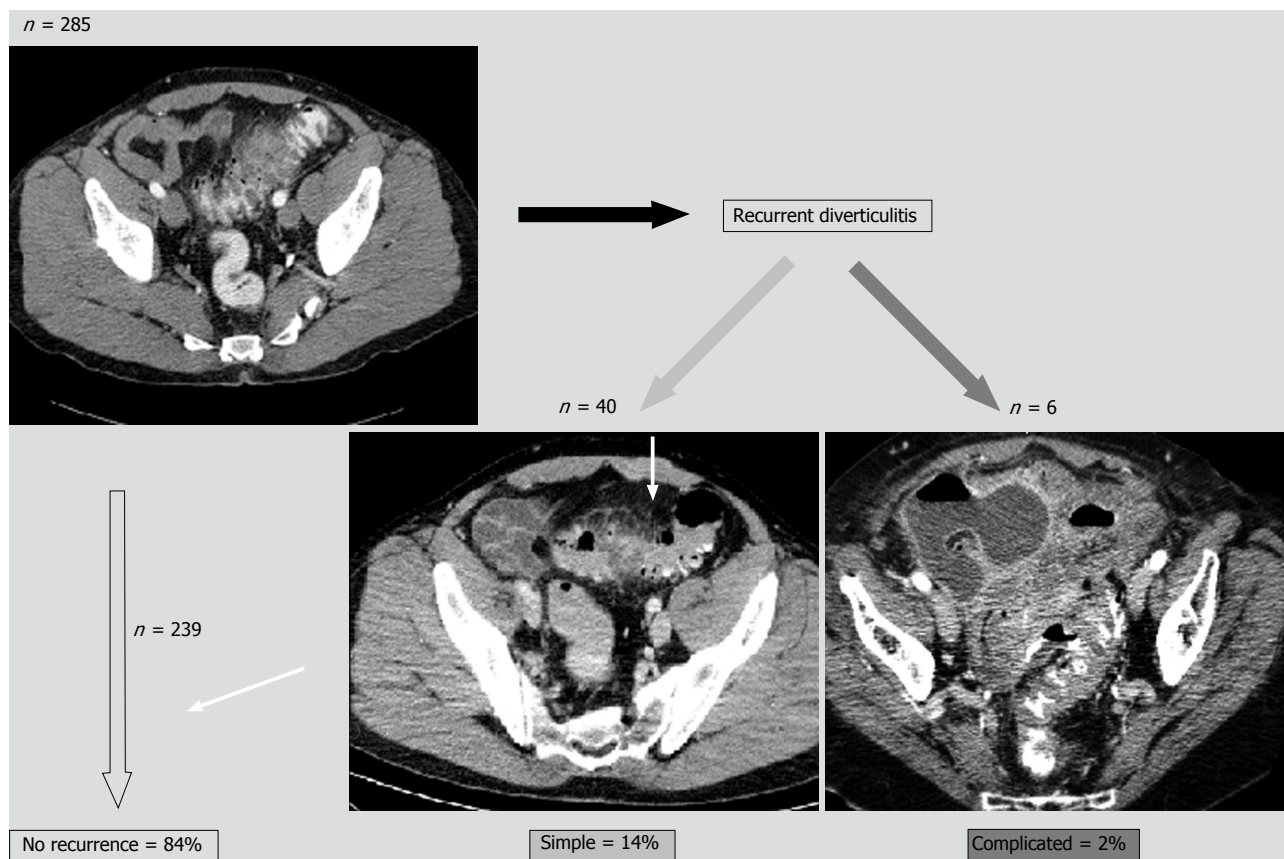 n = 285
Recurrent diverticulitis
n = 40
n = 6
n = 239
No recurrence = 84%
Simple = 14%
Complicated = 2%